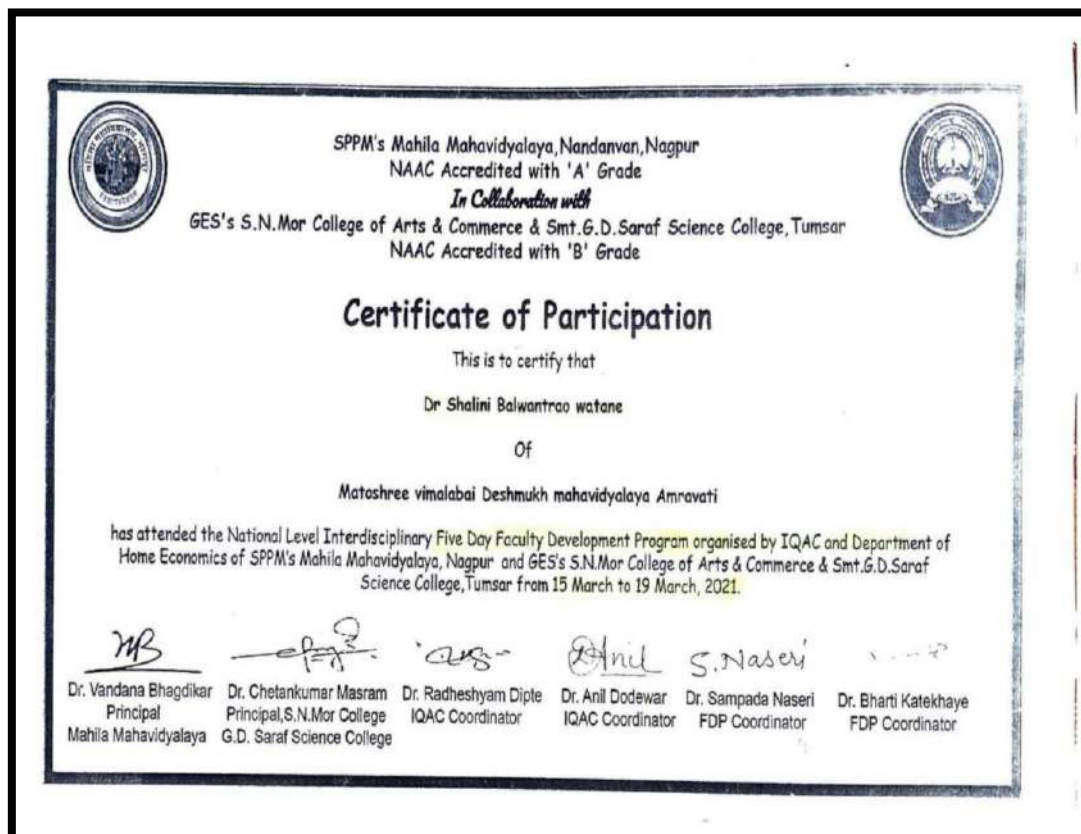 SPPM's Mahila Mahavidyalaya,Nandanvan,Nagpur
NAAC Accredited with 'A' Grade
In Collaboration with
GES's S.N.Mor College of Arts & Commerce & Smt.G.D.Saraf Science College,Tumsar
NAAC Accredited with 'B' Grade
Certificate of Participation
This is to certify that
Dr Shalini Balwantrao watane
Of
Matoshree vimalabai Deshmukh mahavidyalaya Amravati
has attended the National Level Interdisciplinary Five Day Faculty Development Program organised by IQAC and Department of
Home Economics of SPPM's Mahila Mahavidyalaya, Nagpur and GES's S.N.Mor College of Arts & Commerce & Smt.G.D.Saraf
Science College,Tumsar from 15 March to 19 March, 2021.
Anil S.Naseri
Dr. Vandana Bhagdikar Dr. Chetankumar Masram Dr. Radheshyam Dipte Dr. Anil Dodewar Dr. Sampada Naseri Dr. Bharti Katekhaye
Principal Principal,S.N.Mor College IQAC Coordinator IQAC Coordinator FDP Coordinator FDP Coordinator
Mahila Mahavidyalaya G.D. Saraf Science College